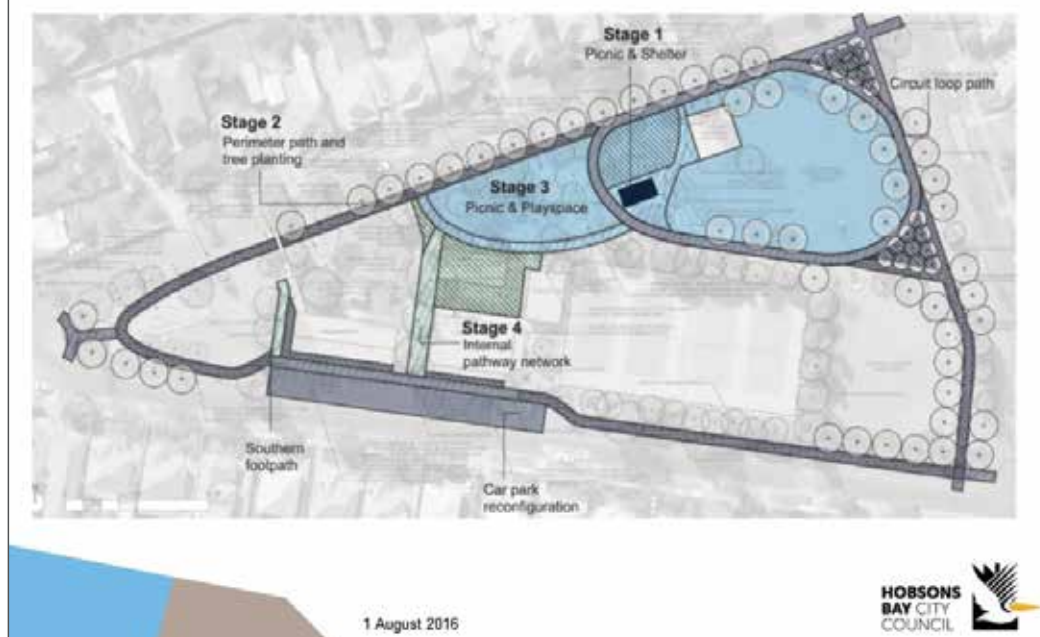 Stage 1
Picnic & Shelter
Circuit loop path
Stage 2
Perimeter path and
tree planting
Stage 3
Picnic & Playspace
Stage 4
Internal
pathway network
Southern
footpath
Car park
reconfiguration
1 August 2016
HOBSONS
BAY CITY
COUNCIL